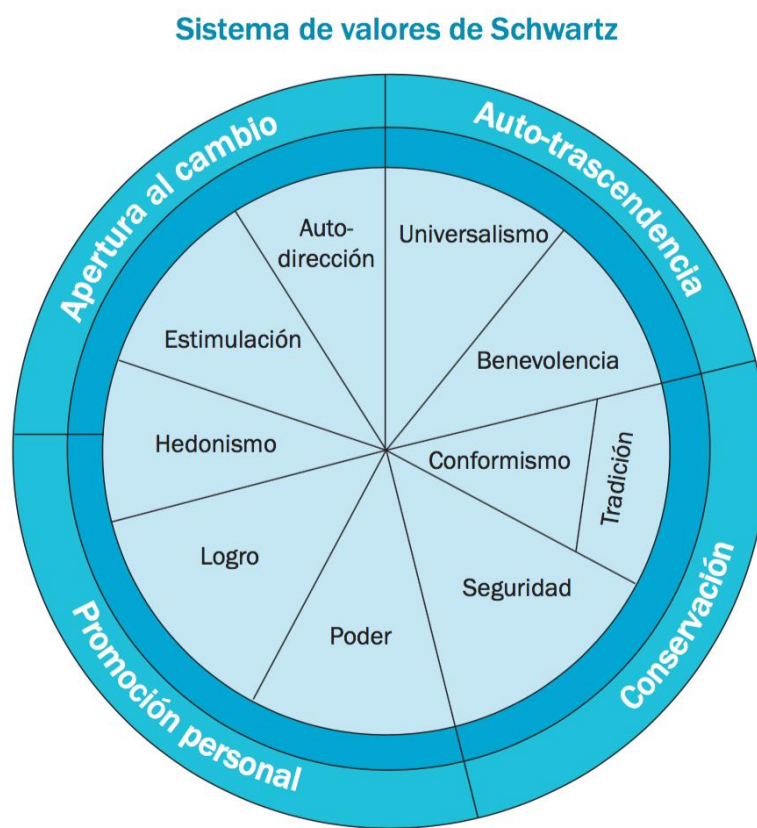 Sistema de valores de Schwartz
Apertura al cambio
Auto-trascendencia
Auto-
dirección
Universalismo
Estimulación
Benevolencia
Hedonismo
Conformismo
Tradición
Logro
Seguridad
Poder
Promoción personal
Conservación